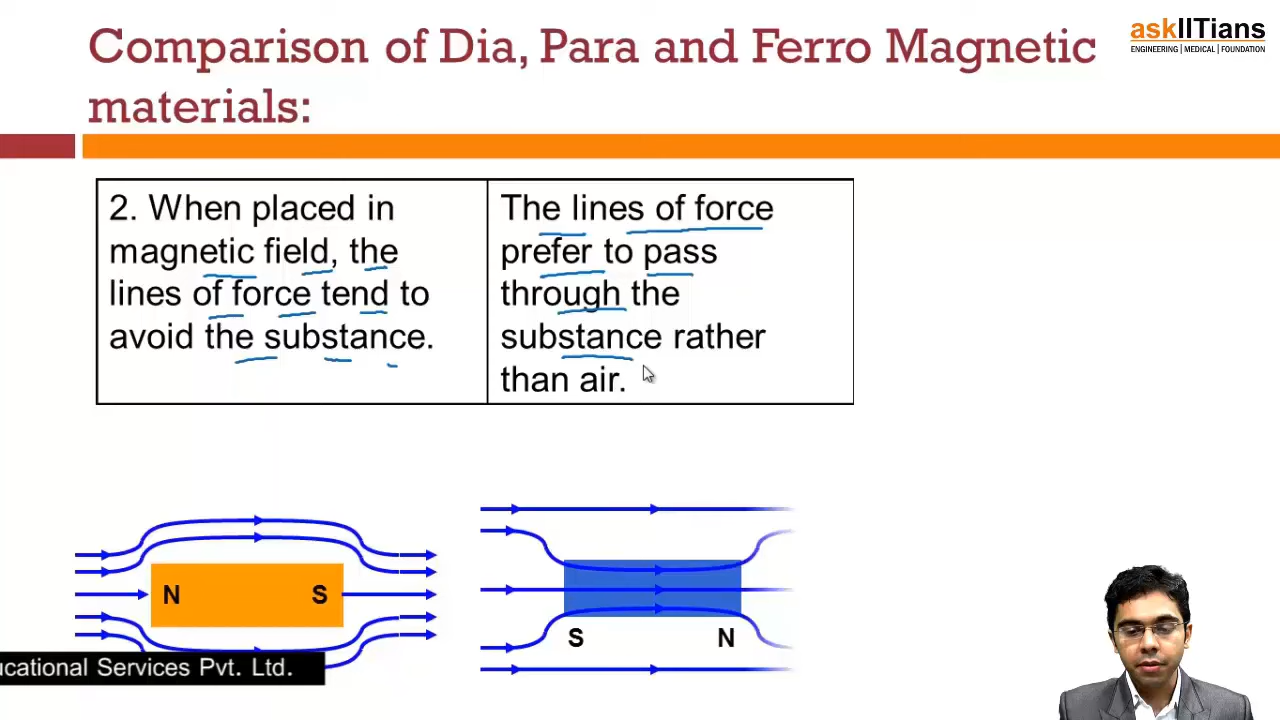 Comparison of Dia, Para and Ferro Magnetic
materials:
askIITians
ENGINEERING | MEDICAL | FOUNDATION
2. When placed in
magnetic field, the
lines of force tend to
avoid the substance.
The lines of force
prefer to pass
through the
substance rather
than air.
N S
S N
ucational Services Pvt. Ltd.